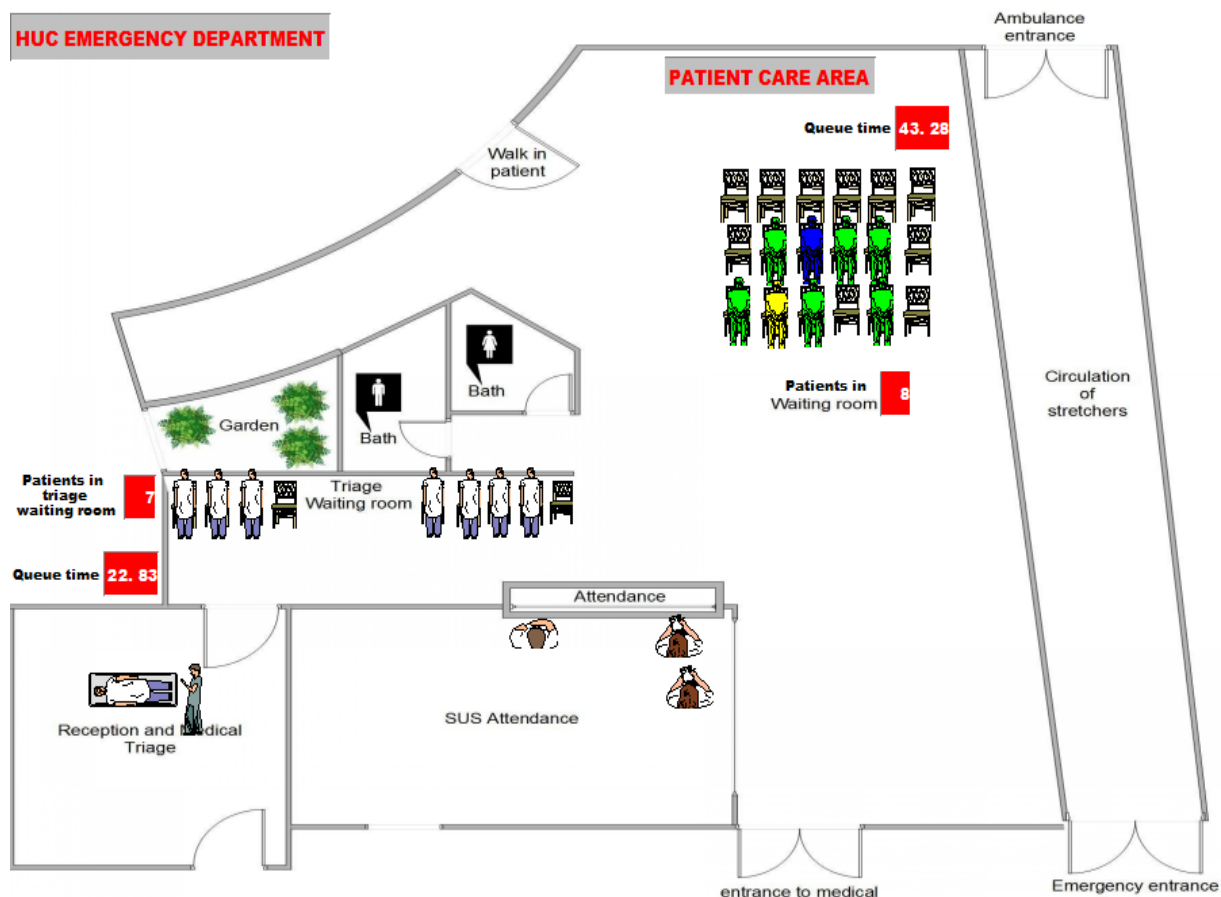 HUC EMERGENCY DEPARTMENT
Ambulance
entrance
PATIENT CARE AREA
Queue time 43. 28
Walk in
patient
Patients in
Waiting room 8
Circulation
of
stretchers
Bath
Bath
Garden
Patients in
triage
waiting room 7
Triage
Waiting room
Queue time 22. 83
Attendance
SUS Attendance
Reception and Medical
Triage
entrance to medical
Emergency entrance